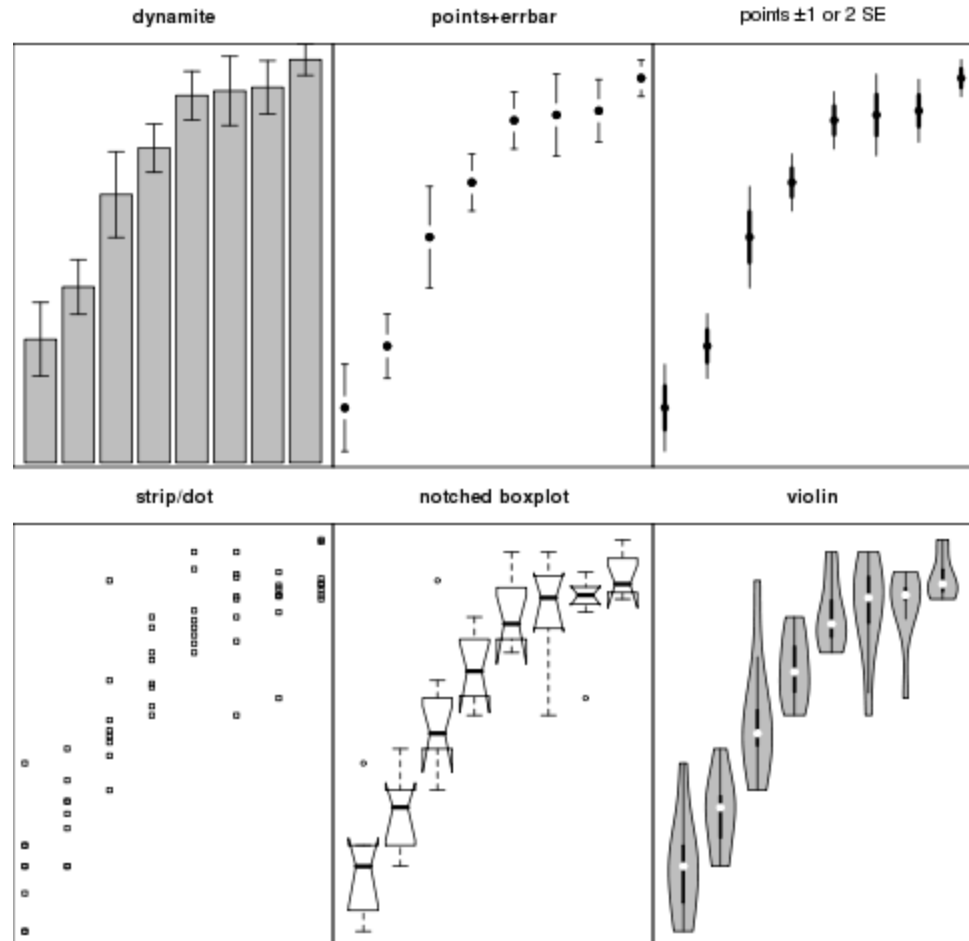 dynamite
points+errbar
points ±1 or 2 SE
strip/dot
notched boxplot
violin